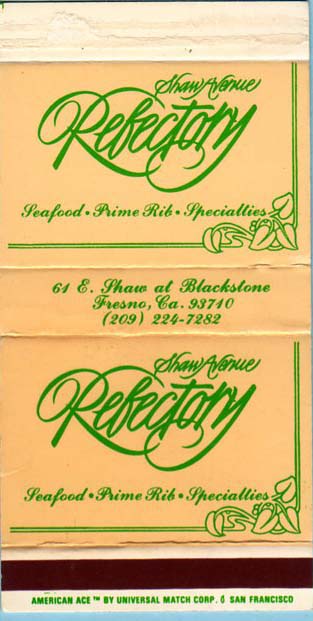 Shaw Avenue
Refectory
Seafood • Prime Rib • Specialties
61 E. Shaw at Blackstone
Fresno, Ca. 93710
(209) 224-7282
Shaw Avenue
Refectory
Seafood • Prime Rib • Specialties
AMERICAN ACE ™ BY UNIVERSAL MATCH CORP. SAN FRANCISCO